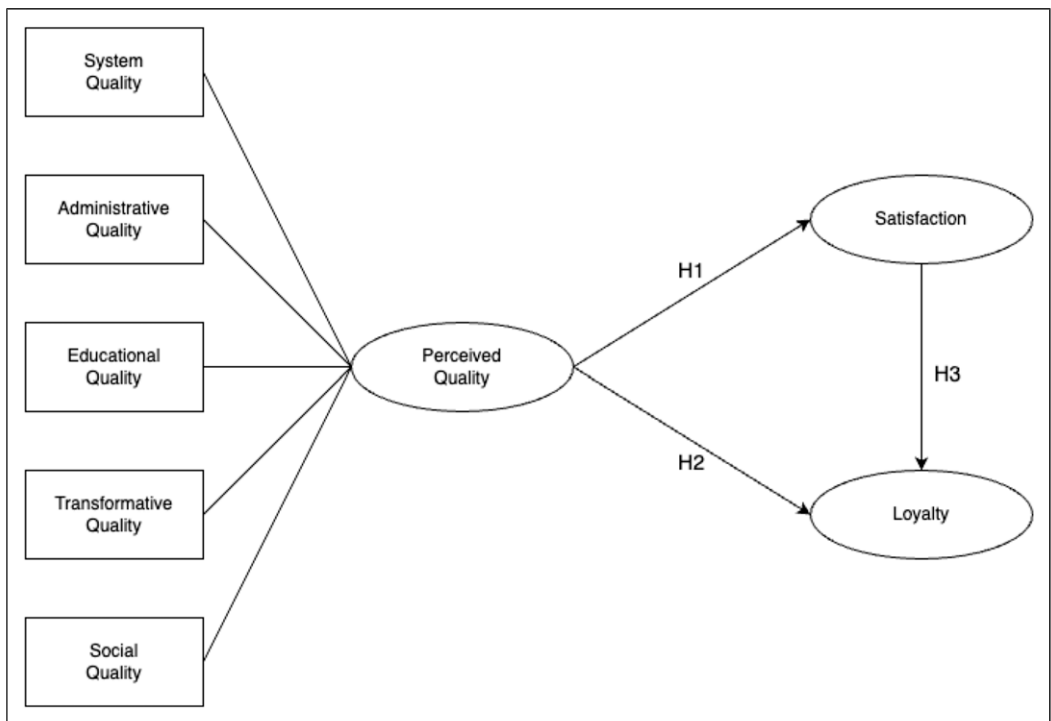 System
Quality
Administrative
Quality
Educational
Quality
Transformative
Quality
Social
Quality
Perceived
Quality
H1
H2
Satisfaction
H3
Loyalty